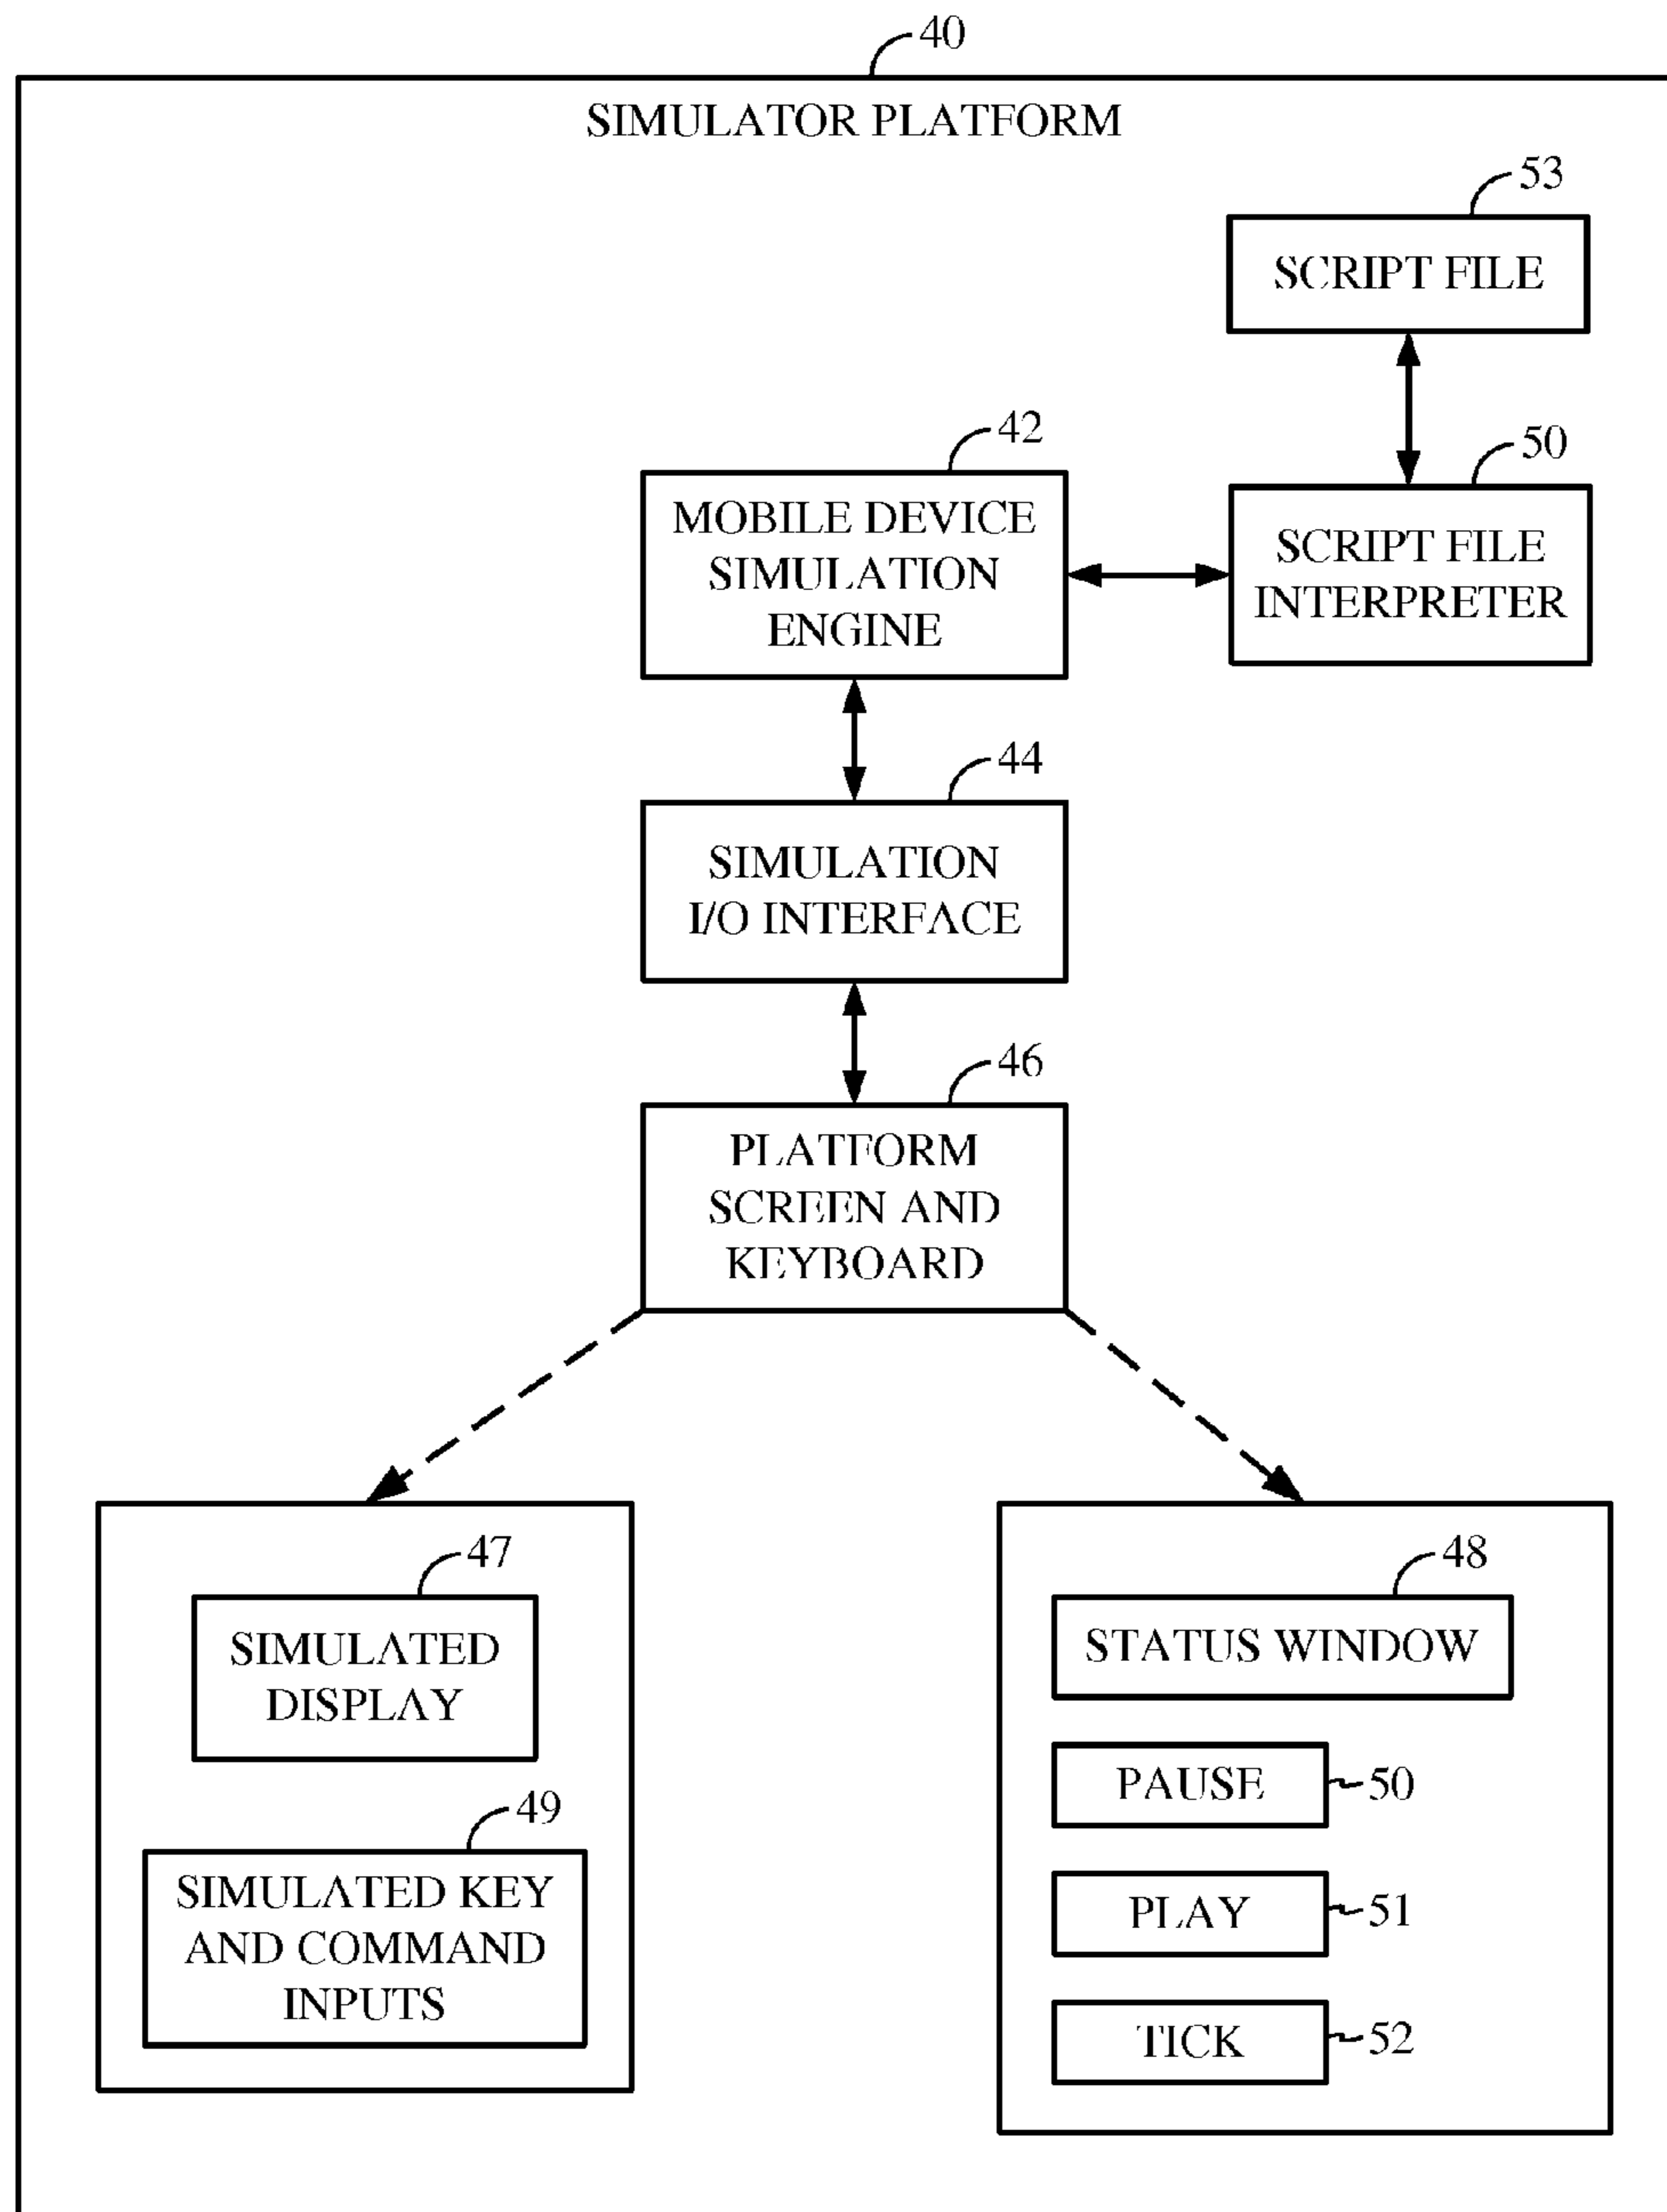 40
SIMULATOR PLATFORM
53
SCRIPT FILE
42
MOBILE DEVICE
SIMULATION
ENGINE
50
SCRIPT FILE
INTERPRETER
44
SIMULATION
I/O INTERFACE
46
PLATFORM
SCREEN AND
KEYBOARD
47
SIMULATED
DISPLAY
49
SIMULATED KEY
AND COMMAND
INPUTS
48
STATUS WINDOW
PAUSE
50
PLAY
51
TICK
52